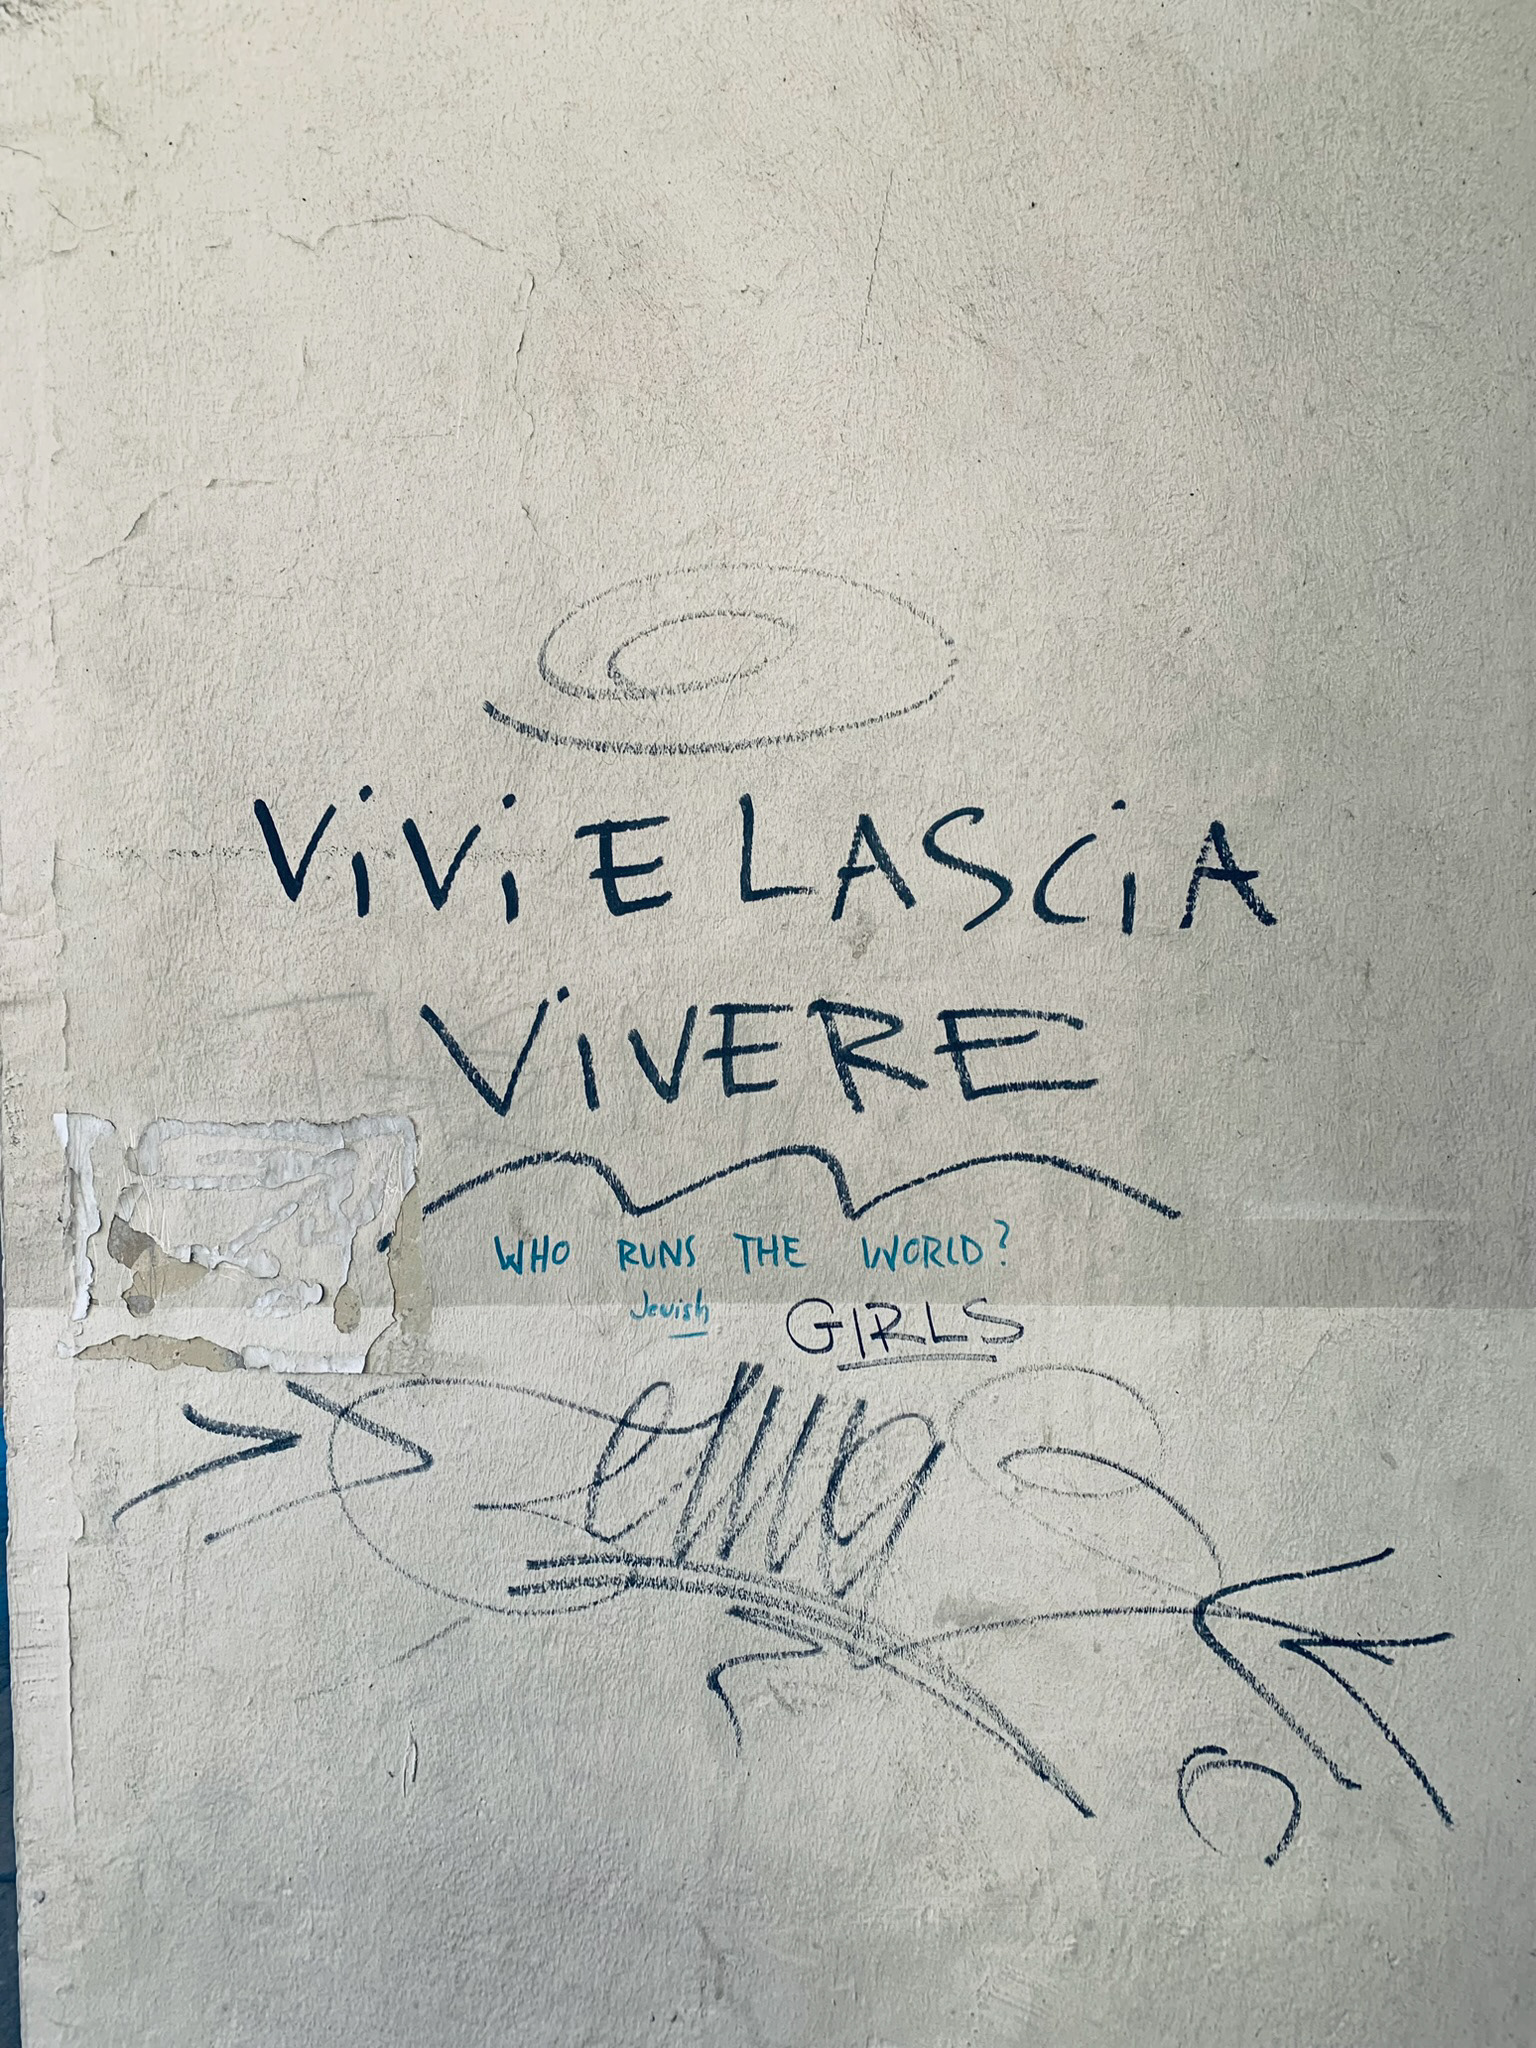 ViVi E LASCiA
ViVERE
WHO RUNS THE WORLD?
Jewish GIRLS